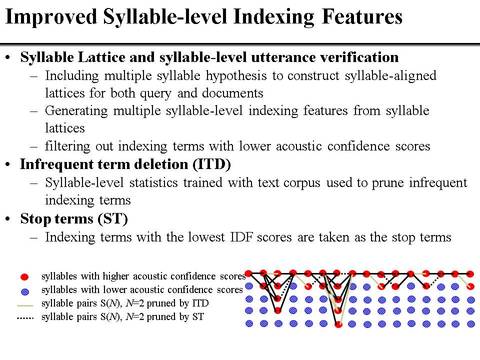 Improved Syllable-level Indexing Features
• Syllable Lattice and syllable-level utterance verification
– Including multiple syllable hypothesis to construct syllable-aligned
lattices for both query and documents
– Generating multiple syllable-level indexing features from syllable
lattices
– filtering out indexing terms with lower acoustic confidence scores
• Infrequent term deletion (ITD)
– Syllable-level statistics trained with text corpus used to prune infrequent
indexing terms
• Stop terms (ST)
– Indexing terms with the lowest IDF scores are taken as the stop terms
syllables with higher acoustic confidence scores
syllables with lower acoustic confidence scores
syllable pairs S(N), N=2 pruned by ITD
syllable pairs S(N), N=2 pruned by ST